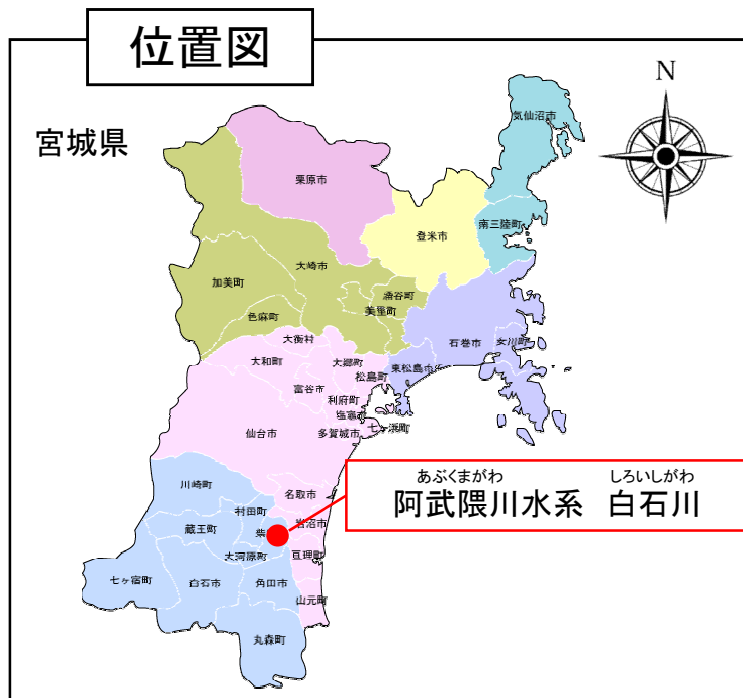 位置図
N
宮城県
気仙沼市
栗原市
南三陸町
登米市
大崎市
加美町
涌谷町
美里町
色麻町
石巻市
女川町
大衡村
大和町
大郷町
東松島市
松島町
富谷市
利府町
塩竈市
七ヶ浜町
仙台市
多賀城市
川崎町
名取市
あぶくまがわ しろいしがわ
阿武隈川水系 白石川
村田町
岩沼市
蔵王町
柴
大河原町
亘理町
七ヶ宿町
白石市
角田市
山元町
丸森町